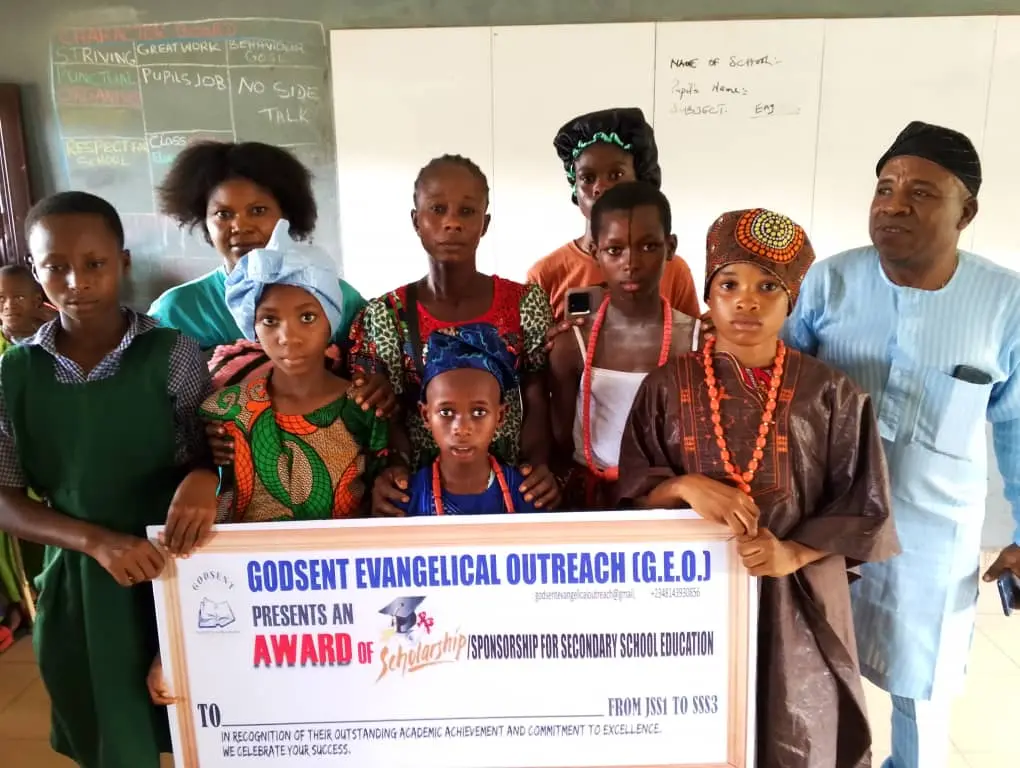 CHARACTER
STRIVING GREAT WORK BEHAVIOUR GOAL
PUNCTUAL PUPILS JOB NO SIDE TALK
RESPECT FOR SCHOOL CLASS
NAME OF SCHOOL:-
Pupil's Name:-
SUBJECT. ENG
GODSENT
GODSENT EVANGELICAL OUTREACH (G.E.O.)
godsentevangelicaloutreach@gmail, +2348143930856
PRESENTS AN
AWARD OF Scholarship/SPONSORSHIP FOR SECONDARY SCHOOL EDUCATION
TO FROM JSS1 TO SSS3
IN RECOGNITION OF THEIR OUTSTANDING ACADEMIC ACHIEVEMENT AND COMMITMENT TO EXCELLENCE.
WE CELEBRATE YOUR SUCCESS.